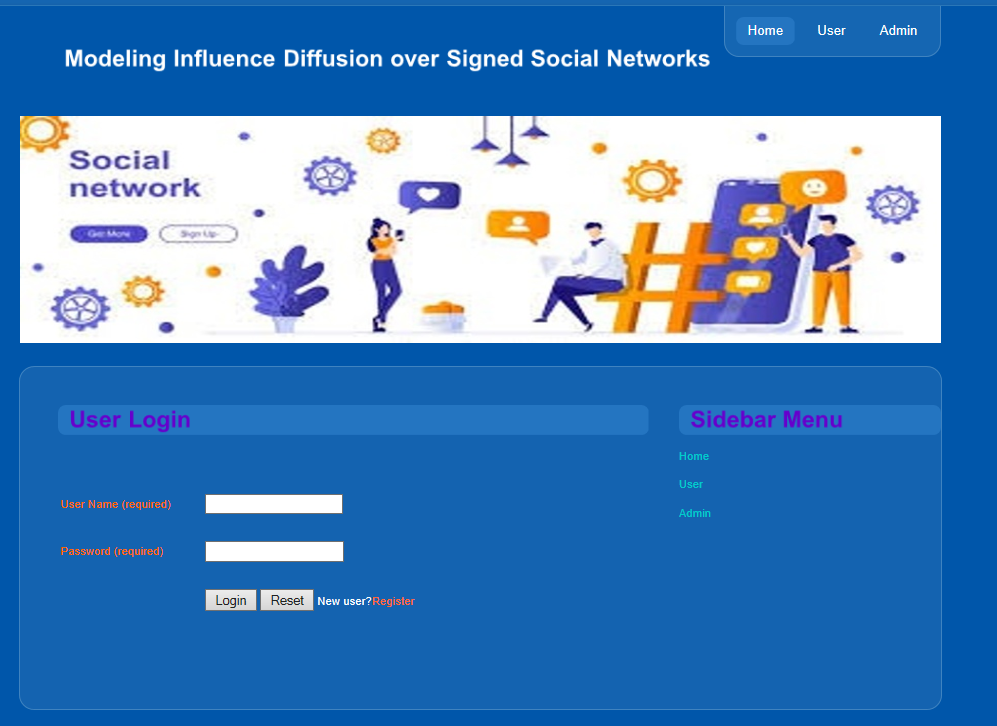 Home User Admin
Modeling Influence Diffusion over Signed Social Networks
Social
network
Get More Sign Up
User Login
User Name (required)
Password (required)
Login Reset New user?Register
Sidebar Menu
Home
User
Admin